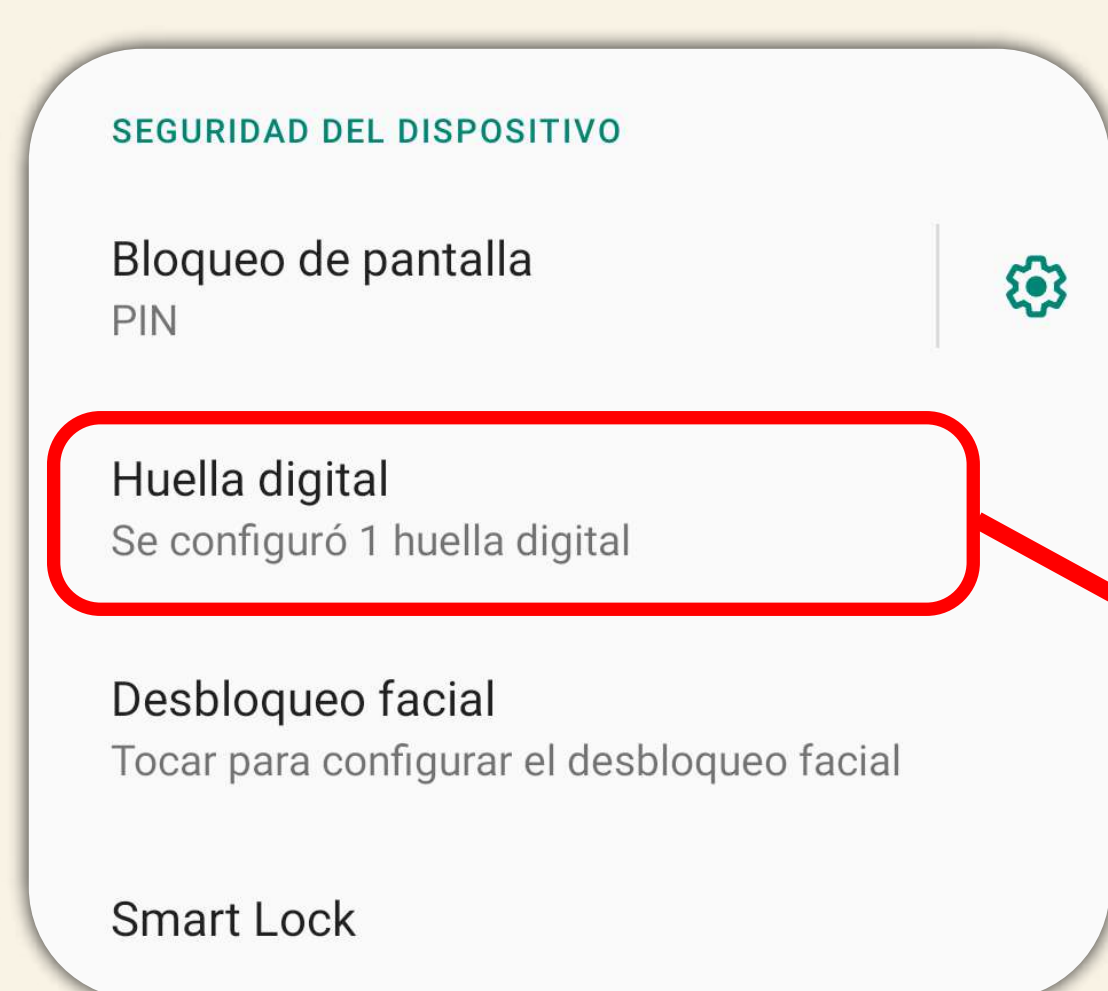 SEGURIDAD DEL DISPOSITIVO
Bloqueo de pantalla
PIN
Huella digital
Se configuró 1 huella digital
Desbloqueo facial
Tocar para configurar el desbloqueo facial
Smart Lock